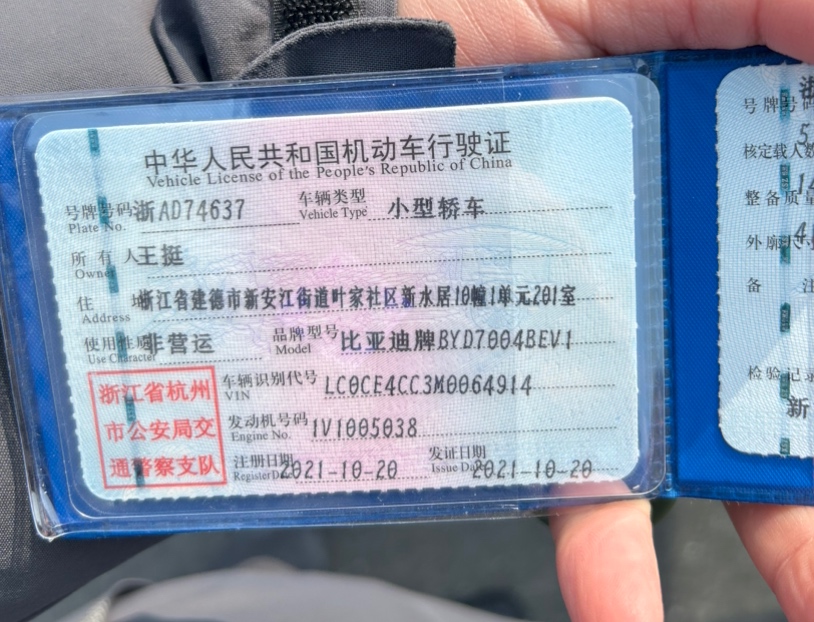 中华人民共和国机动车行驶证
Vehicle License of the People's Republic of China
号牌号码 浙AD74637 车辆类型 小型轿车
Plate No. Vehicle Type
所有人 王挺
Owner
住 址 浙江省建德市新安江街道叶家社区新水居10幢1单元201室
Address
使用性质 非营运 品牌型号 比亚迪牌BYD7004BEV1
Use Character Model
车辆识别代号 LC0CE4CC3M0064914
VIN
发动机号码 1V1005038
Engine No.
注册日期 2021-10-20 发证日期 2021-10-20
Register Date Issue Date
浙江省杭州
市公安局交
通警察支队
号牌号码
核定载人数
整备质量
外廓尺寸
备 注
检验记录
新